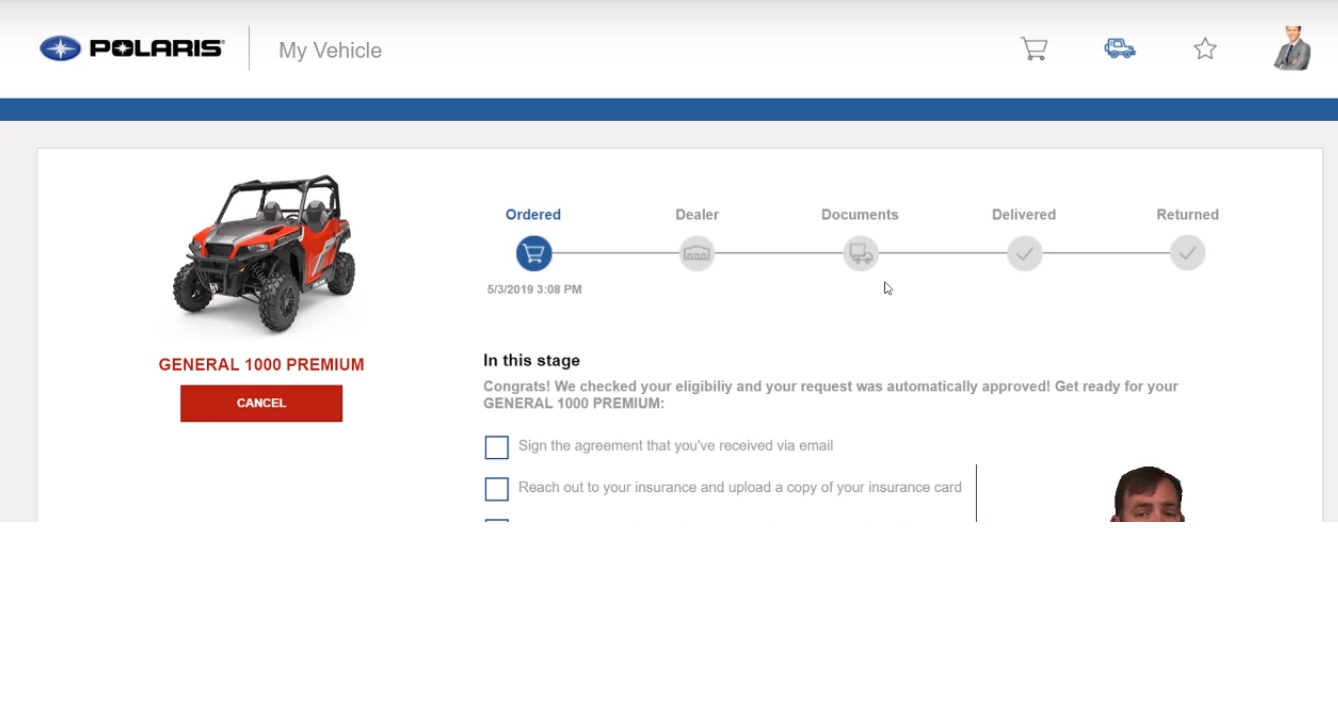 POLARIS
My Vehicle
Ordered
Dealer
Documents
Delivered
Returned
5/3/2019 3:08 PM
GENERAL 1000 PREMIUM
CANCEL
In this stage
Congrats! We checked your eligibiliy and your request was automatically approved! Get ready for your
GENERAL 1000 PREMIUM:
Sign the agreement that you've received via email
Reach out to your insurance and upload a copy of your insurance card